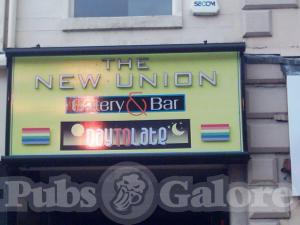 SECOM
THE
NEW UNION
Eatery & Bar
DAYTOLATE
Pubs Galore